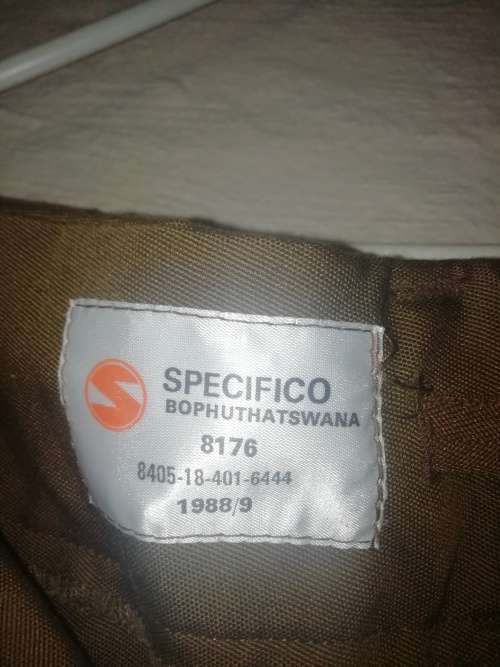 SPECIFICO
BOPHUTHATSWANA
8176
8405-18-401-6444
1988/9